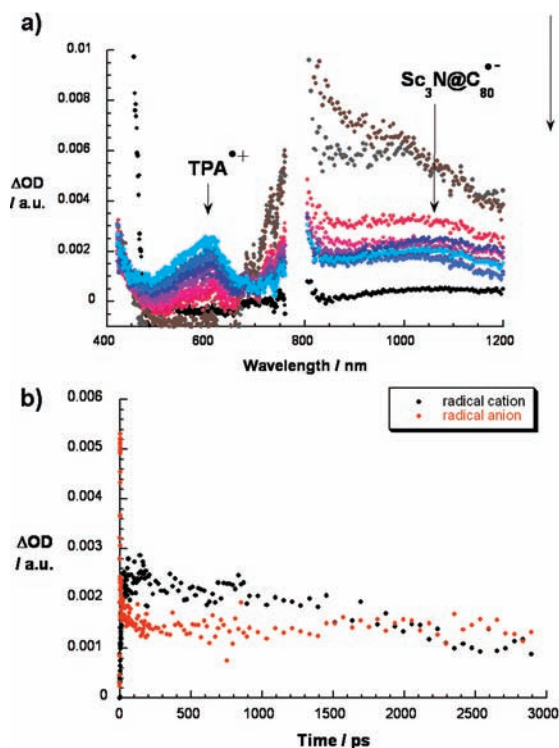 a)
0.01
0.008
0.006
0.004
0.002
0
ΔOD
/ a.u.
TPA•+
Sc3N@C80•-
400 600 800 1000 1200
Wavelength / nm
b)
0.006
0.005
0.004
0.003
0.002
0.001
0
ΔOD
/ a.u.
radical cation
radical anion
0 500 1000 1500 2000 2500 3000
Time / ps